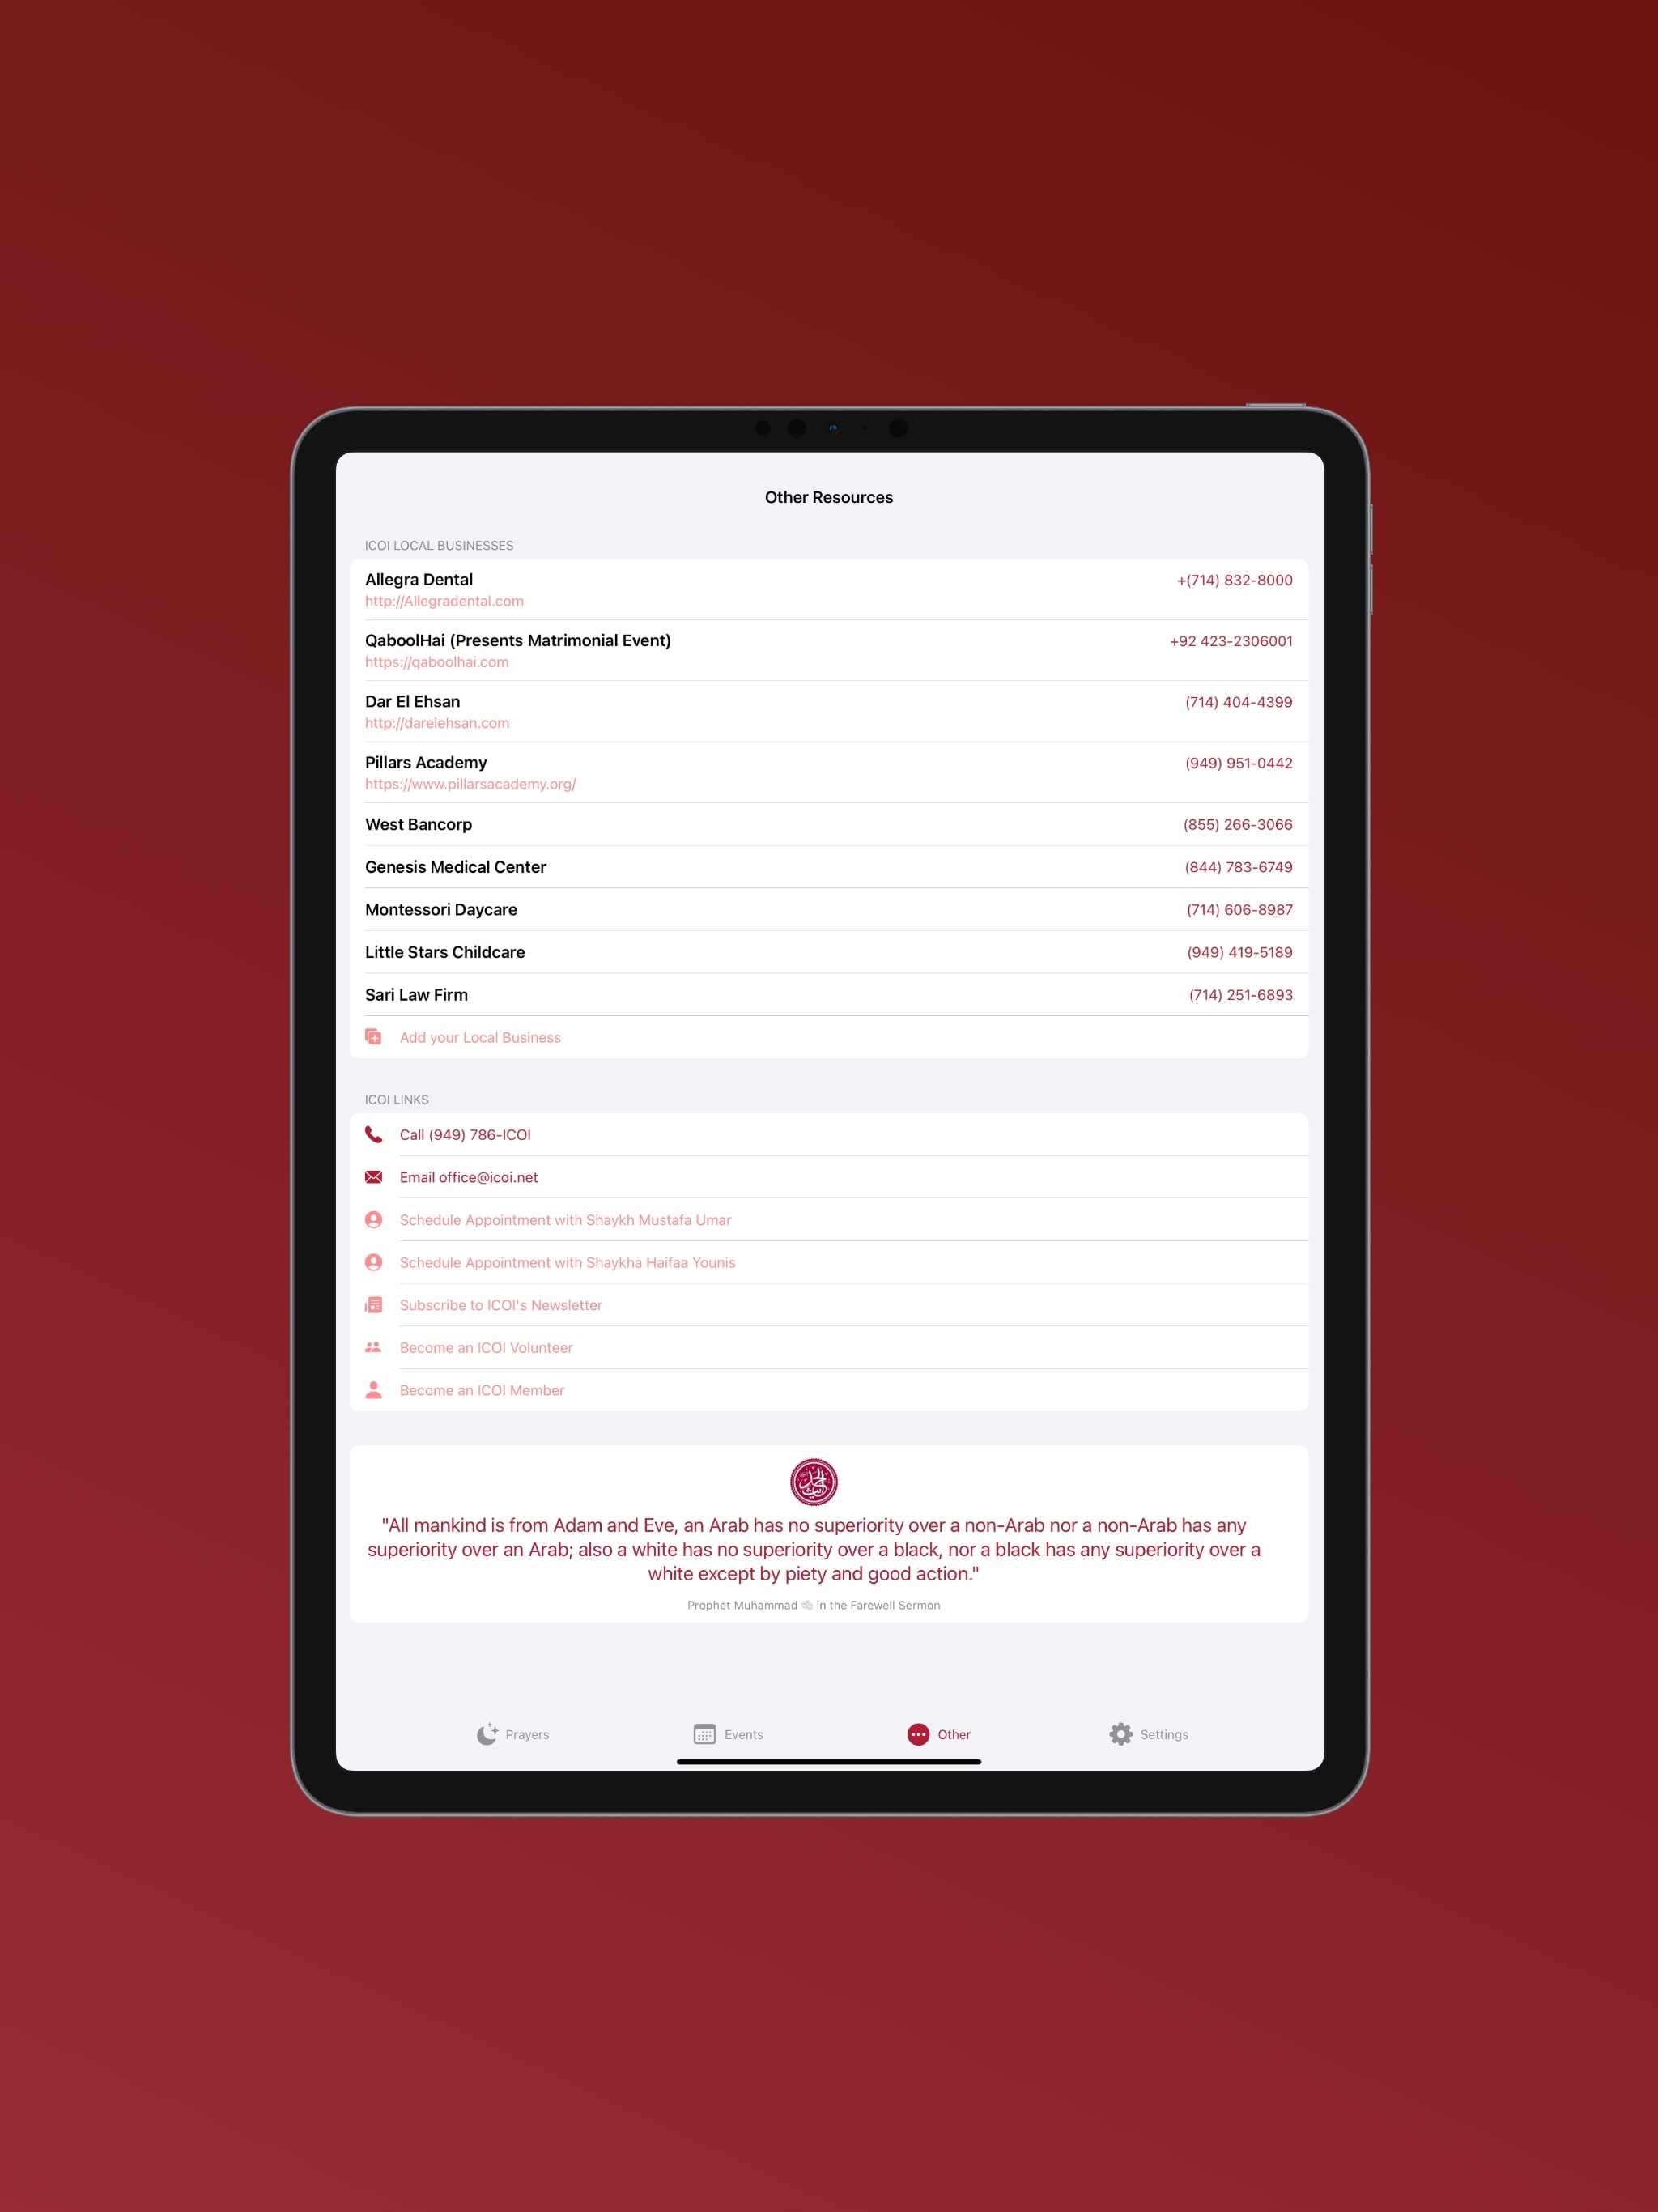 Other Resources
ICOI LOCAL BUSINESSES
Allegra Dental
+(714) 832-8000
http://Allegradental.com
QaboolHai (Presents Matrimonial Event)
+92 423-2306001
https://qaboolhai.com
Dar El Ehsan
(714) 404-4399
http://darelehsan.com
Pillars Academy
(949) 951-0442
https://www.pillarsacademy.org/
West Bancorp
(855) 266-3066
Genesis Medical Center
(844) 783-6749
Montessori Daycare
(714) 606-8987
Little Stars Childcare
(949) 419-5189
Sari Law Firm
(714) 251-6893
Add your Local Business
ICOI LINKS
Call (949) 786-ICOI
Email office@icoi.net
Schedule Appointment with Shaykh Mustafa Umar
Schedule Appointment with Shaykha Haifaa Younis
Subscribe to ICOI's Newsletter
Become an ICOI Volunteer
Become an ICOI Member
"All mankind is from Adam and Eve, an Arab has no superiority over a non-Arab nor a non-Arab has any
superiority over an Arab; also a white has no superiority over a black, nor a black has any superiority over a
white except by piety and good action."
Prophet Muhammad ﷺ in the Farewell Sermon
Prayers
Events
Other
Settings